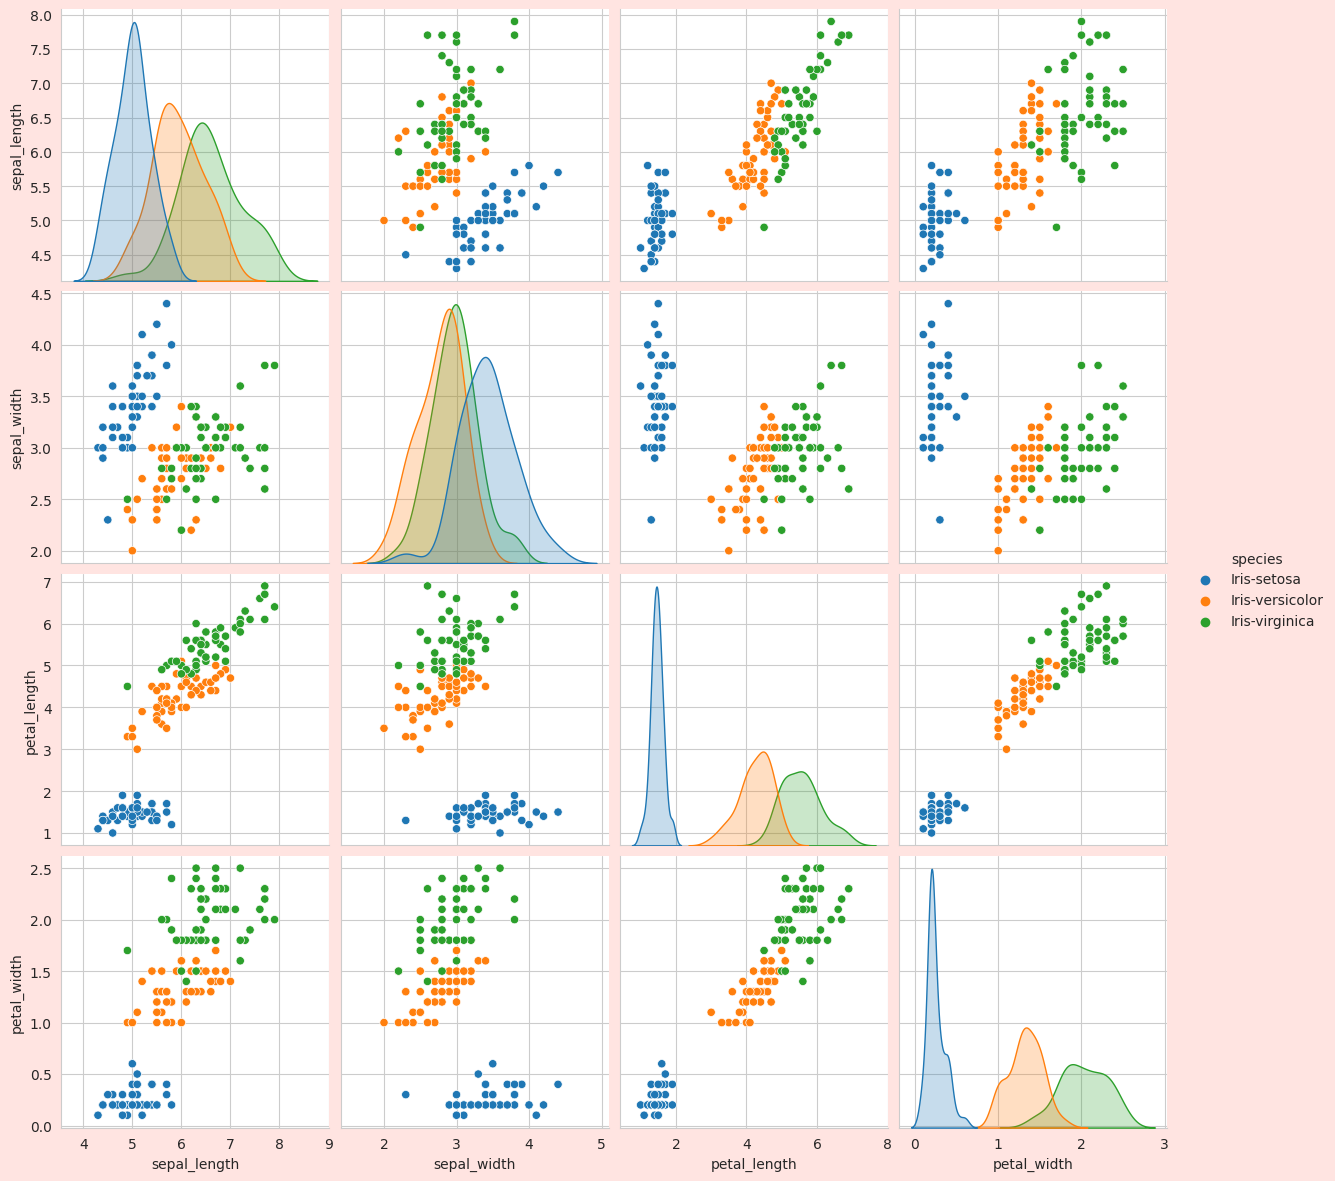 8.0
7.5
7.0
6.5
6.0
5.5
5.0
4.5
sepal_length
4.5
4.0
3.5
3.0
2.5
2.0
sepal_width
species
Iris-setosa
Iris-versicolor
Iris-virginica
7
6
5
4
3
2
1
petal_length
2.5
2.0
1.5
1.0
0.5
0.0
petal_width
4 5 6 7 8 9
sepal_length
2 3 4 5
sepal_width
2 4 6 8
petal_length
0 1 2 3
petal_width